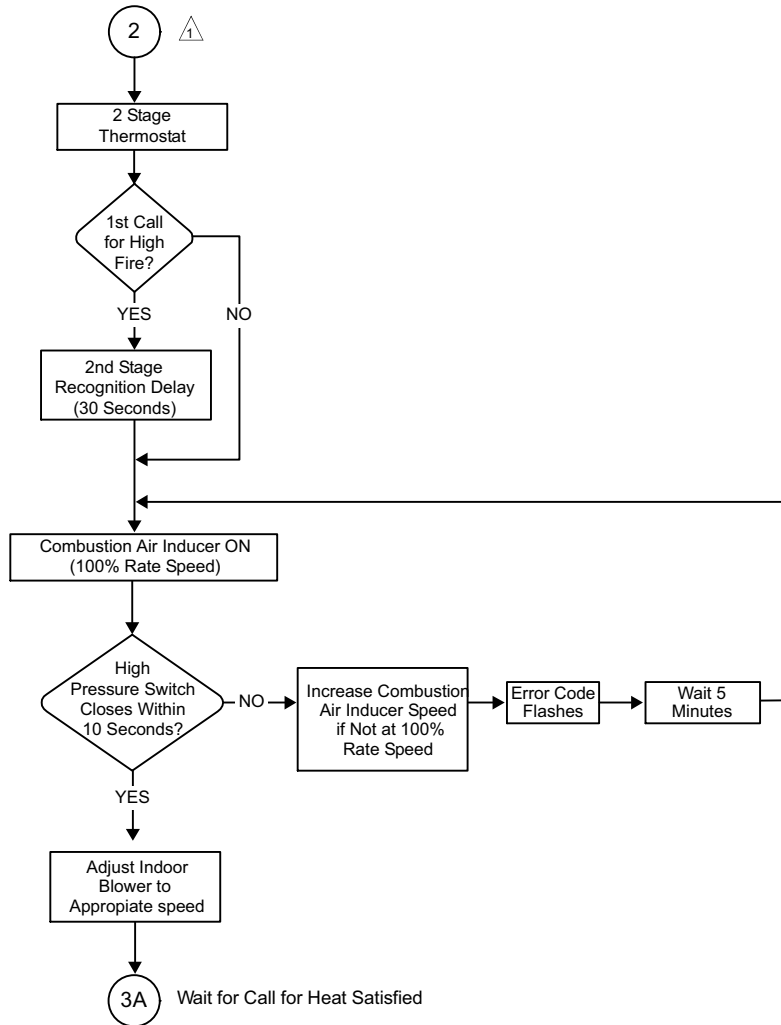 2
1
2 Stage
Thermostat
1st Call
for High
Fire?
YES
NO
2nd Stage
Recognition Delay
(30 Seconds)
Combustion Air Inducer ON
(100% Rate Speed)
High
Pressure Switch
Closes Within
10 Seconds?
NO
Increase Combustion
Air Inducer Speed
if Not at 100%
Rate Speed
Error Code
Flashes
Wait 5
Minutes
YES
Adjust Indoor
Blower to
Appropiate speed
3A
Wait for Call for Heat Satisfied